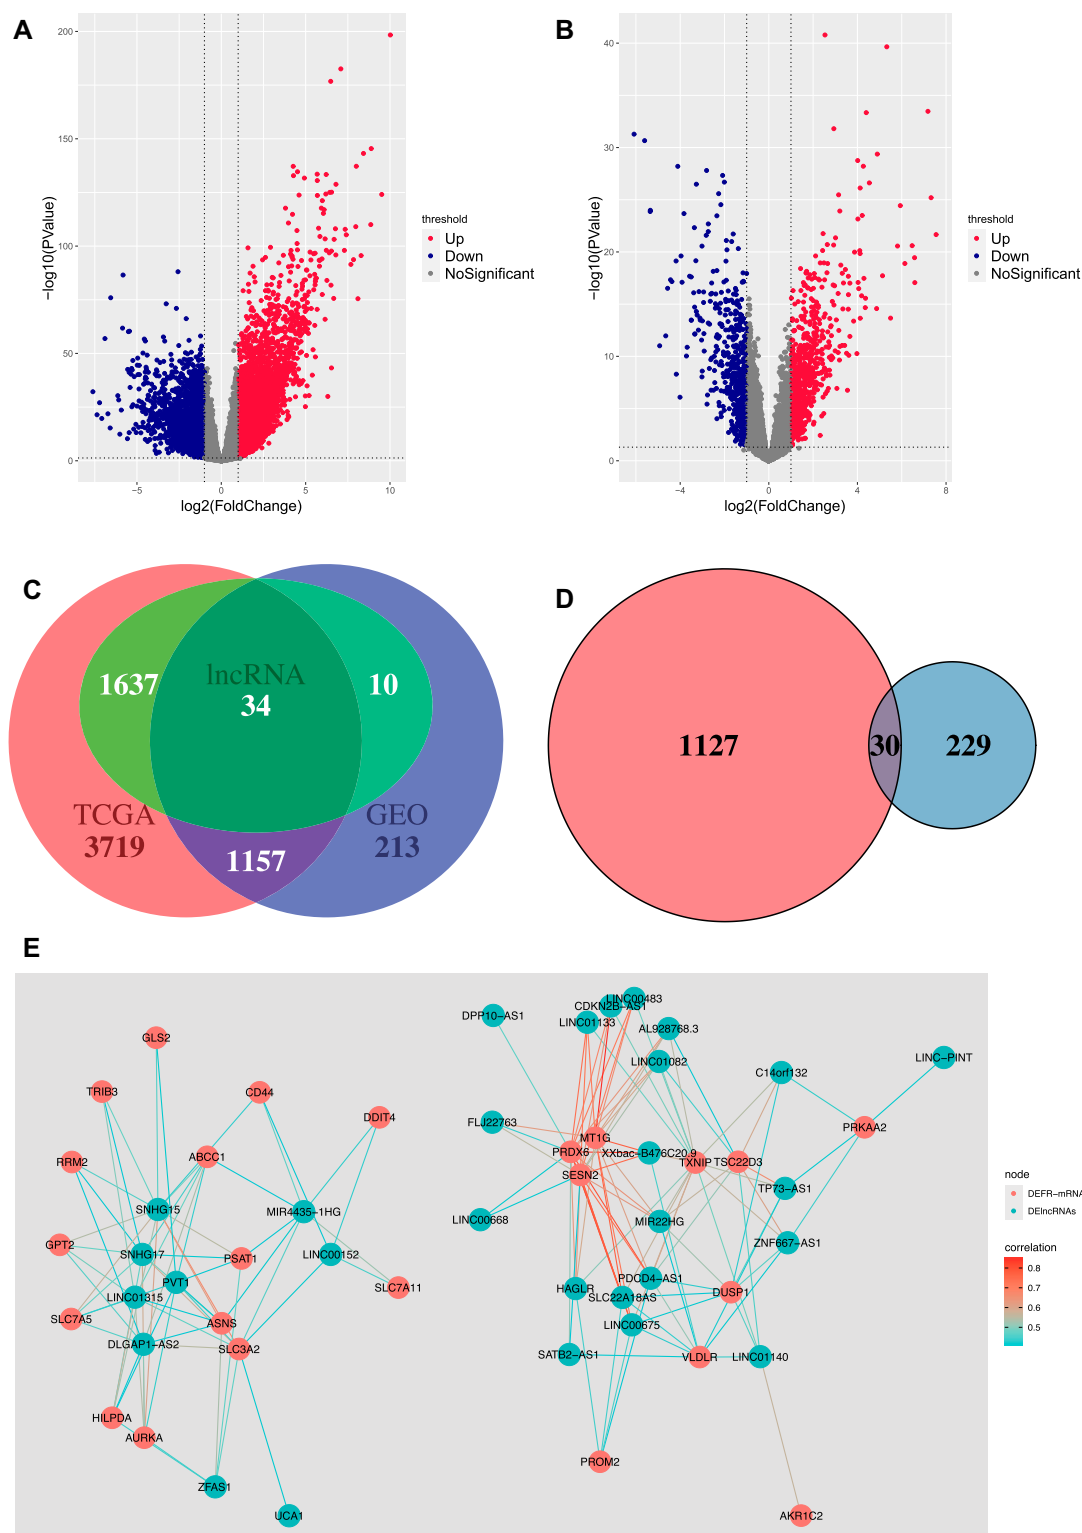 A
200
150
100
50
0
−5
0
5
10
−log10(PValue)
log2(FoldChange)
threshold
Up
Down
NoSignificant
B
40
30
20
10
0
−4
0
4
8
−log10(PValue)
log2(FoldChange)
threshold
Up
Down
NoSignificant
C
1637
lncRNA
34
10
TCGA
3719
GEO
213
1157
D
1127
30
229
E
GLS2
TRIB3
CD44
DDIT4
RRM2
ABCC1
SNHG15
MIR4435−1HG
GPT2
SNHG17
PSAT1
LINC00152
PVT1
SLC7A11
LINC01315
SLC7A5
ASNS
DLGAP1−AS2
SLC3A2
HILPDA
AURKA
ZFAS1
UCA1
LINC00483
CDKN2B−AS1
DPP10−AS1
LINC01133
AL928768.3
LINC01082
LINC−PINT
C14orf132
FLJ22763
PRKAA2
MT1G
PRDX6
XXbac−B476C20.9
TXNIP
TSC22D3
SESN2
TP73−AS1
LINC00668
MIR22HG
ZNF667−AS1
PDCD4−AS1
HAGLR
SLC22A18AS
DUSP1
LINC00675
SATB2−AS1
VLDLR
LINC01140
PROM2
AKR1C2
node
DEFR−mRNA
DElncRNAs
correlation
0.8
0.7
0.6
0.5